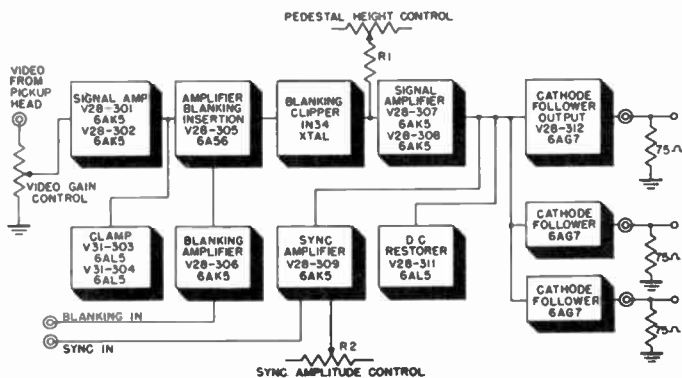 PEDESTAL HEIGHT CONTROL
R1
VIDEO
FROM
PICKUP
HEAD
VIDEO GAIN
CONTROL
SIGNAL AMP
V28-301
6AK5
V28-302
6AK5
AMPLIFIER
BLANKING
INSERTION
V28-305
6AS6
BLANKING
CLIPPER
IN34
XTAL
SIGNAL
AMPLIFIER
V28-307
6AK5
V28-308
6AK5
CATHODE
FOLLOWER
OUTPUT
V28-312
6AG7
75Ω
CLAMP
V31-303
6AL5
V31-304
6AL5
BLANKING
AMPLIFIER
V28-306
6AK5
SYNC
AMPLIFIER
V28-309
6AK5
D C
RESTORER
V28-311
6AL5
CATHODE
FOLLOWER
6AG7
75Ω
CATHODE
FOLLOWER
6AG7
75Ω
BLANKING IN
SYNC IN
R2
SYNC AMPLITUDE CONTROL